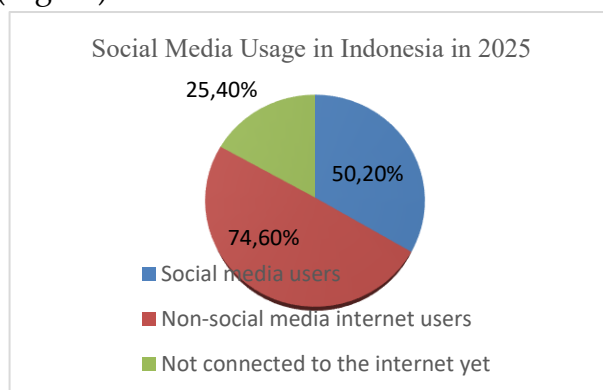 Social Media Usage in Indonesia in 2025
25,40%
50,20%
74,60%
Social media users
Non-social media internet users
Not connected to the internet yet